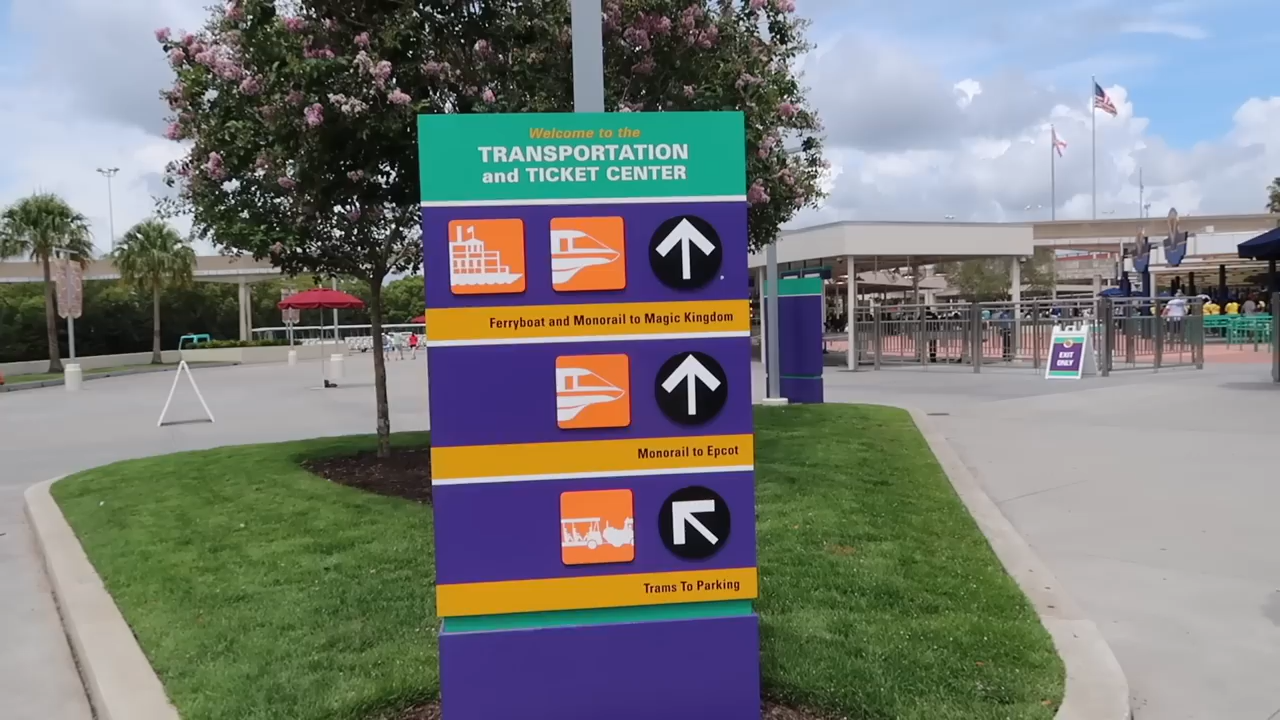 Welcome to the
TRANSPORTATION
and TICKET CENTER
Ferryboat and Monorail to Magic Kingdom
Monorail to Epcot
Trams To Parking
EXIT
ONLY